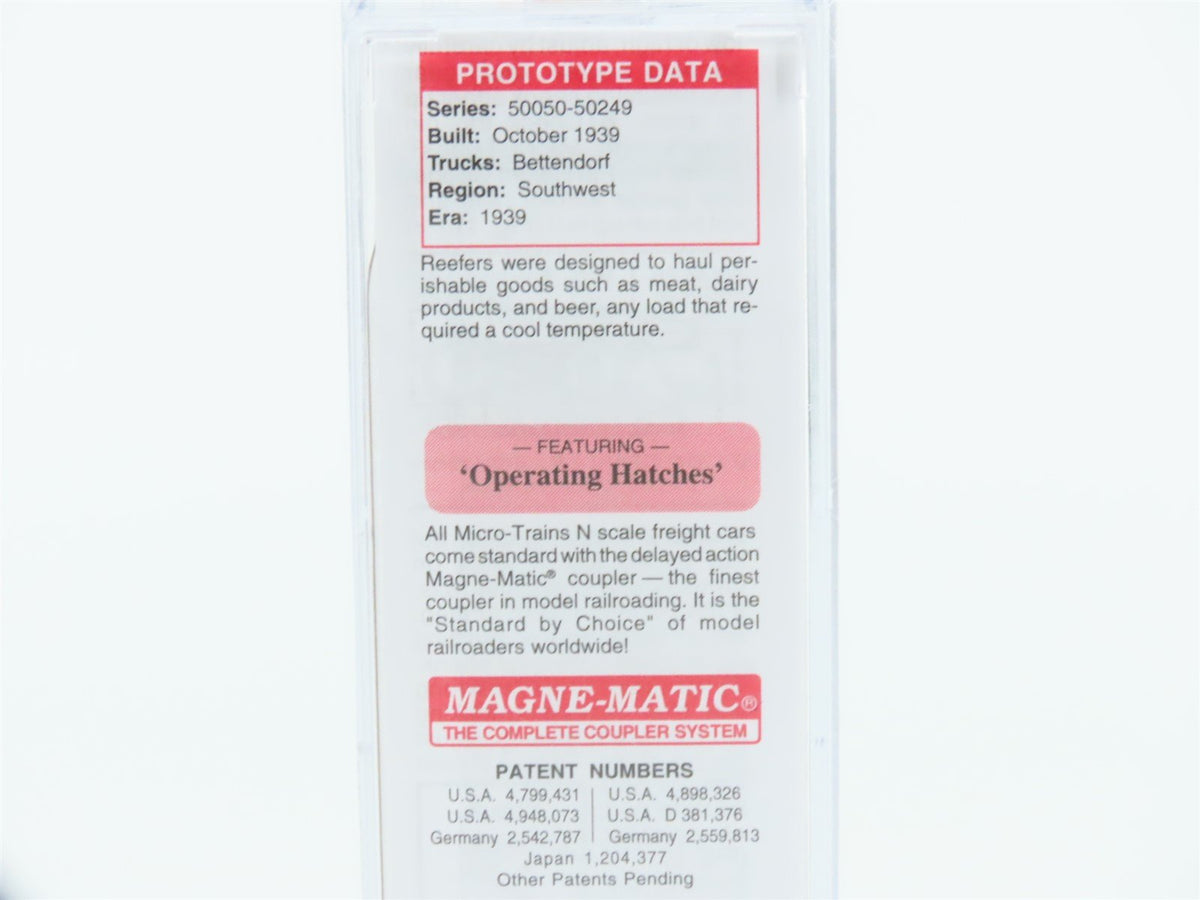 PROTOTYPE DATA
Series: 50050-50249
Built: October 1939
Trucks: Bettendorf
Region: Southwest
Era: 1939
Reefers were designed to haul per-
ishable goods such as meat, dairy
products, and beer, any load that re-
quired a cool temperature.
— FEATURING —
‘Operating Hatches’
All Micro-Trains N scale freight cars
come standard with the delayed action
Magne-Matic® coupler — the finest
coupler in model railroading. It is the
"Standard by Choice" of model
railroaders worldwide!
MAGNE-MATIC®
THE COMPLETE COUPLER SYSTEM
PATENT NUMBERS
U.S.A. 4,799,431 | U.S.A. 4,898,326
U.S.A. 4,948,073 | U.S.A. D 381,376
Germany 2,542,787 | Germany 2,559,813
Japan 1,204,377
Other Patents Pending